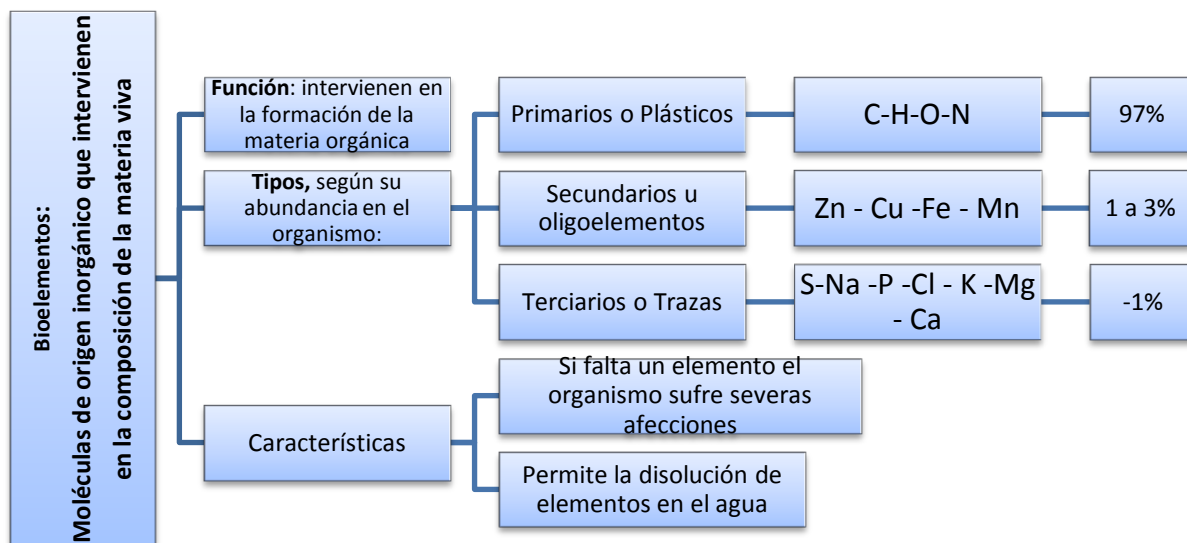 Bioelementos:
Moléculas de origen inorgánico que intervienen
en la composición de la materia viva
Función: intervienen en
la formación de la
materia orgánica
Tipos, según su
abundancia en el
organismo:
Primarios o Plásticos
C-H-O-N
97%
Secundarios u
oligoelementos
Zn - Cu -Fe - Mn
1 a 3%
Terciarios o Trazas
S-Na -P -Cl - K -Mg
- Ca
-1%
Características
Si falta un elemento el
organismo sufre severas
afecciones
Permite la disolución de
elementos en el agua